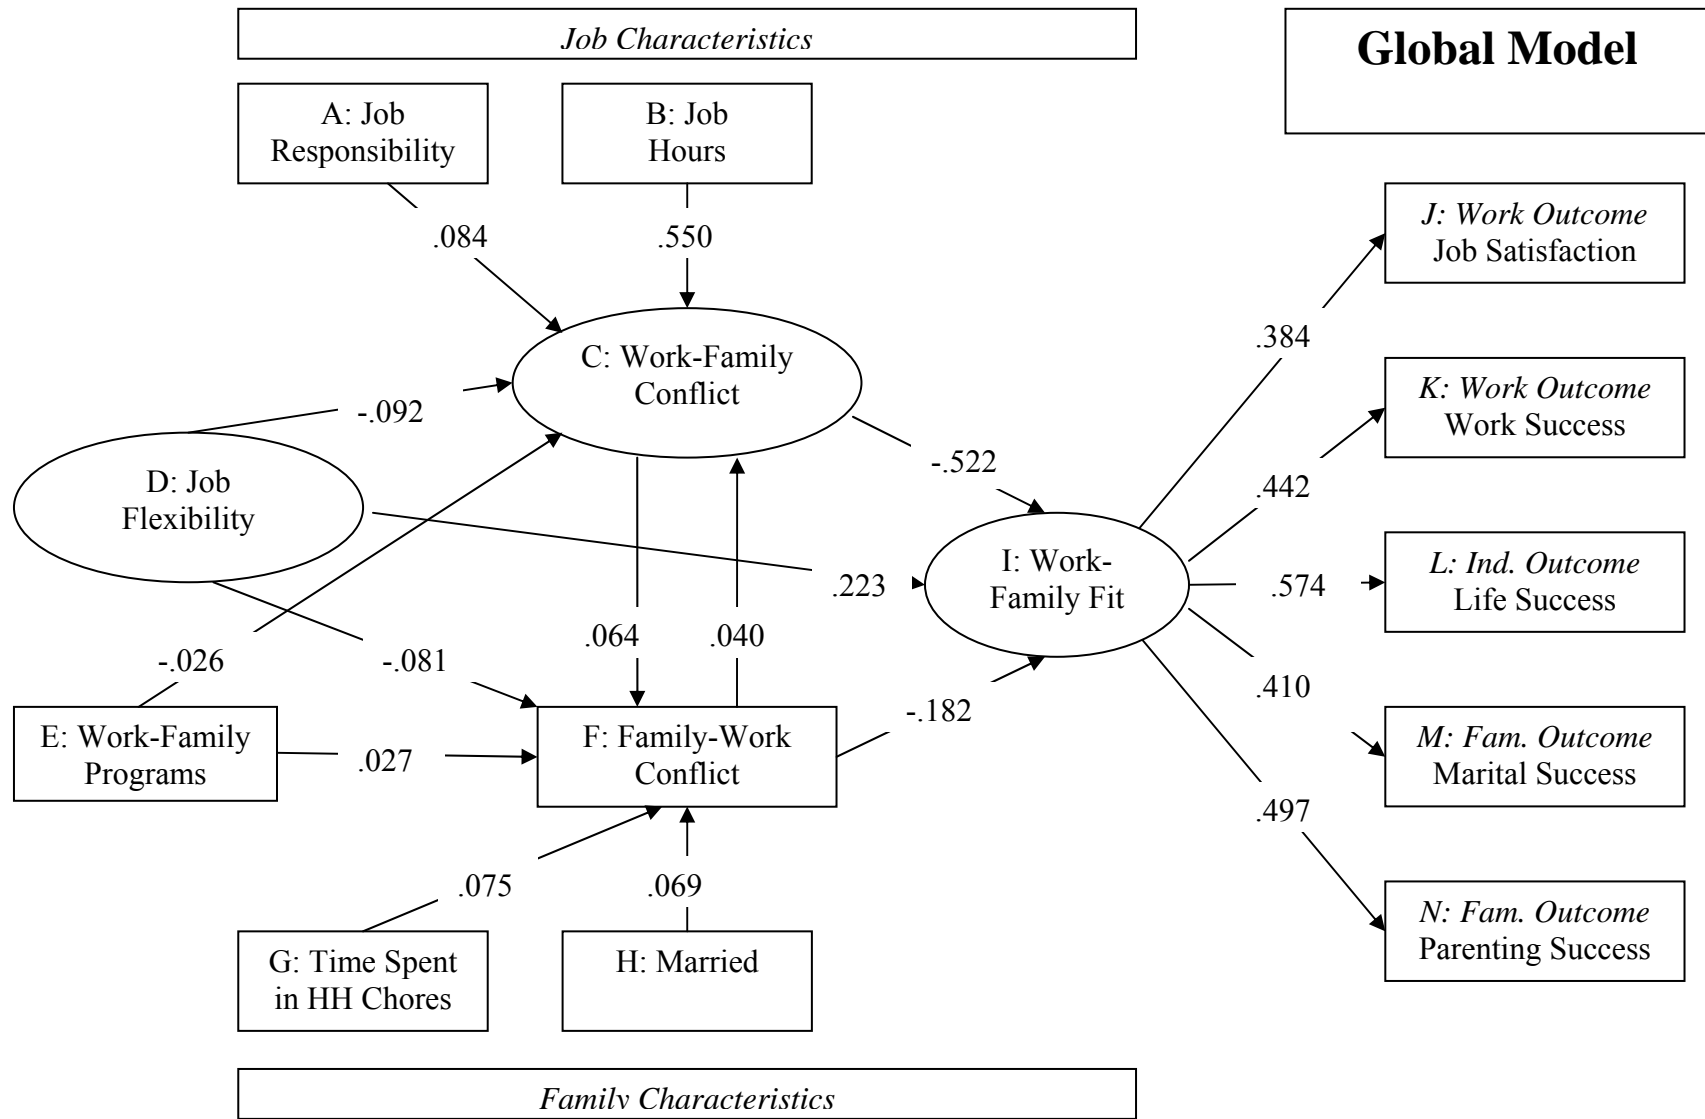 Job Characteristics
Global Model
A: Job
Responsibility
B: Job
Hours
J: Work Outcome
Job Satisfaction
.084
.550
.384
C: Work-Family
Conflict
K: Work Outcome
Work Success
-.092
-.522
.442
D: Job
Flexibility
I: Work-
Family Fit
.223
.574
L: Ind. Outcome
Life Success
-.026
-.081
.064
.040
.410
-.182
E: Work-Family
Programs
.027
F: Family-Work
Conflict
M: Fam. Outcome
Marital Success
.497
.075
.069
G: Time Spent
in HH Chores
H: Married
N: Fam. Outcome
Parenting Success
Family Characteristics